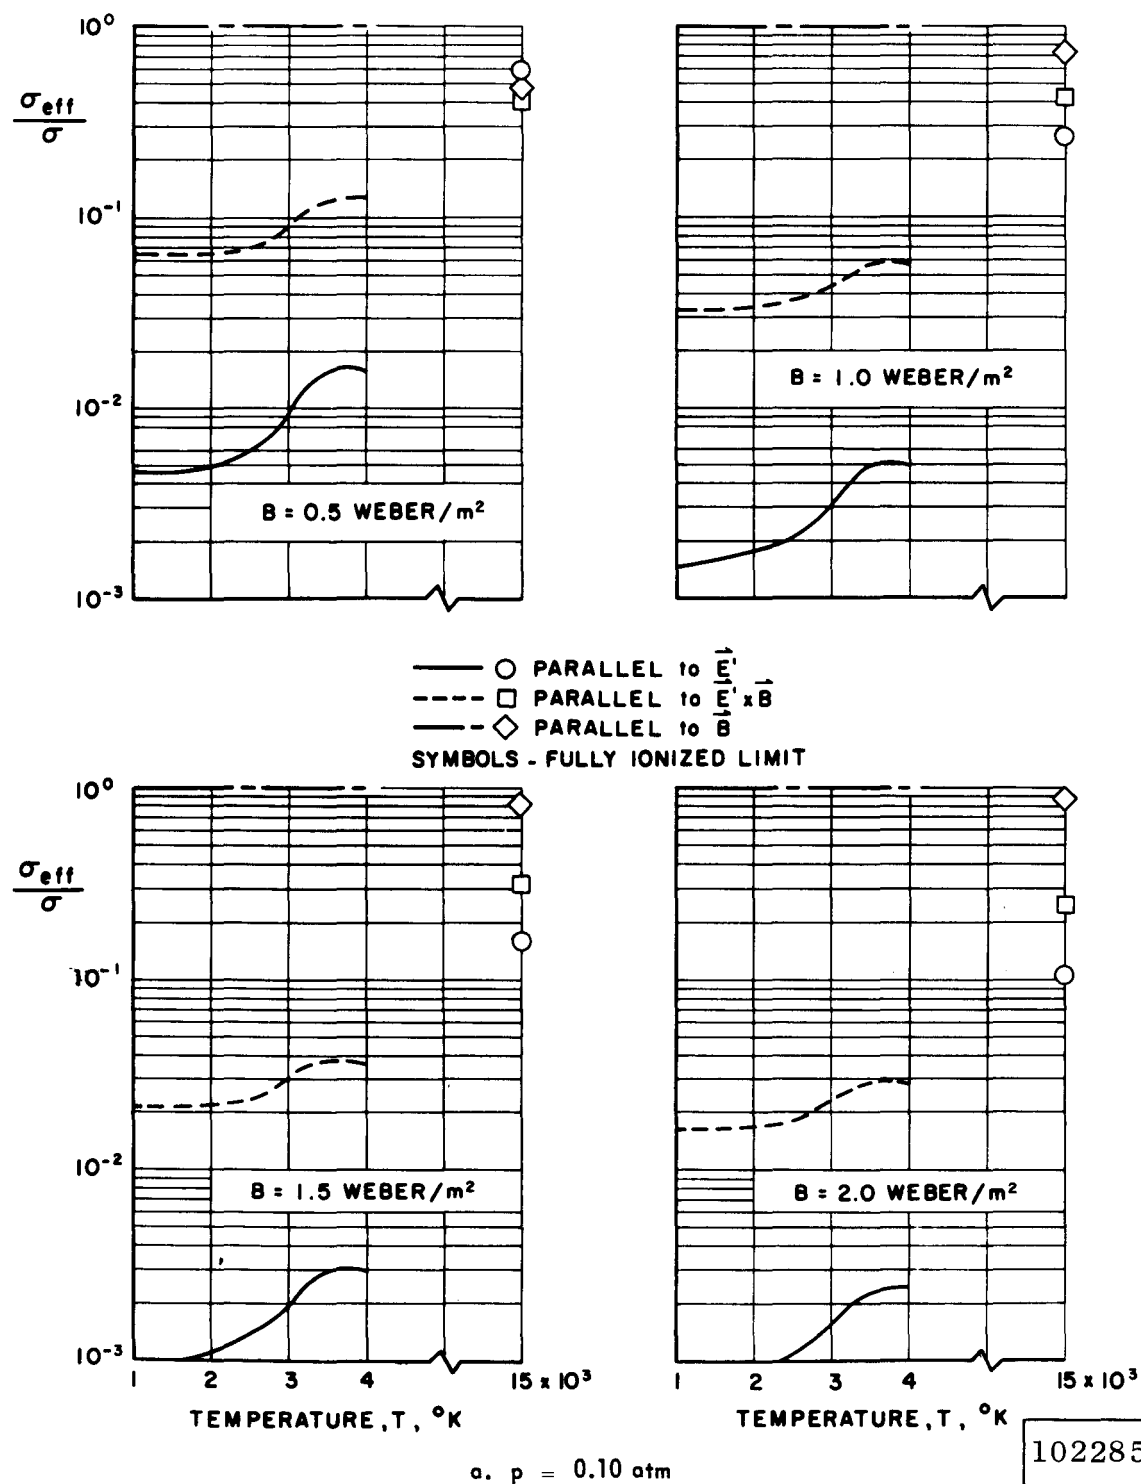 10⁰
σeff/σ
10⁻¹
10⁻²
10⁻³
B = 0.5 WEBER/m²
B = 1.0 WEBER/m²
PARALLEL to E⃗'
PARALLEL to E⃗' x B⃗
PARALLEL to B⃗
SYMBOLS - FULLY IONIZED LIMIT
10⁰
σeff/σ
10⁻¹
10⁻²
10⁻³
B = 1.5 WEBER/m²
B = 2.0 WEBER/m²
1 2 3 4 15 x 10³
1 2 3 4 15 x 10³
TEMPERATURE, T, °K
TEMPERATURE, T, °K
a. p = 0.10 atm
102285